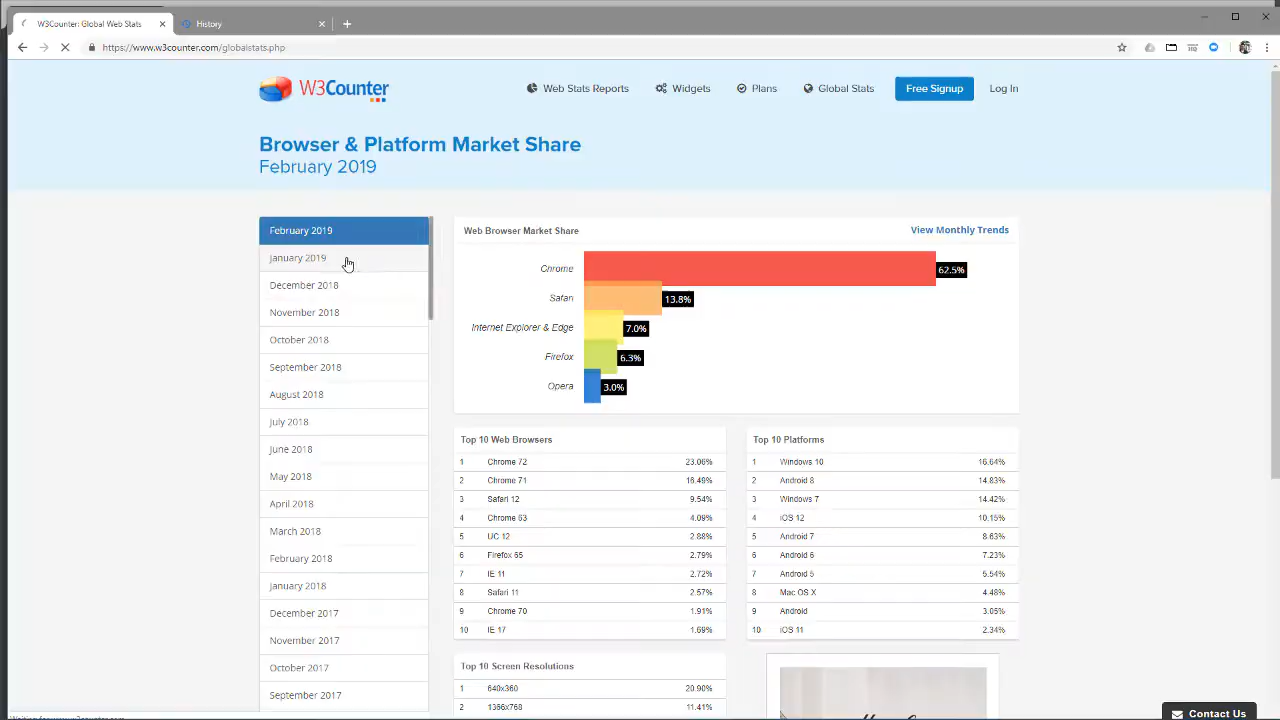 W3Counter: Global Web Stats
History
https://www.w3counter.com/globalstats.php
W3Counter
Web Stats Reports
Widgets
Plans
Global Stats
Free Signup
Log In
Browser & Platform Market Share
February 2019
February 2019
January 2019
December 2018
November 2018
October 2018
September 2018
August 2018
July 2018
June 2018
May 2018
April 2018
March 2018
February 2018
January 2018
December 2017
November 2017
October 2017
September 2017
Web Browser Market Share
View Monthly Trends
Chrome 62.5%
Safari 13.8%
Internet Explorer & Edge 7.0%
Firefox 6.3%
Opera 3.0%
Top 10 Web Browsers
1 Chrome 72 23.06%
2 Chrome 71 16.49%
3 Safari 12 9.54%
4 Chrome 63 4.09%
5 UC 12 2.88%
6 Firefox 65 2.79%
7 IE 11 2.72%
8 Safari 11 2.57%
9 Chrome 70 1.91%
10 IE 17 1.69%
Top 10 Platforms
1 Windows 10 16.64%
2 Android 8 14.83%
3 Windows 7 14.42%
4 iOS 12 10.15%
5 Android 7 8.63%
6 Android 6 7.23%
7 Android 5 5.54%
8 Mac OS X 4.48%
9 Android 3.05%
10 iOS 11 2.34%
Top 10 Screen Resolutions
1 640x360 20.90%
2 1366x768 11.41%
Contact Us